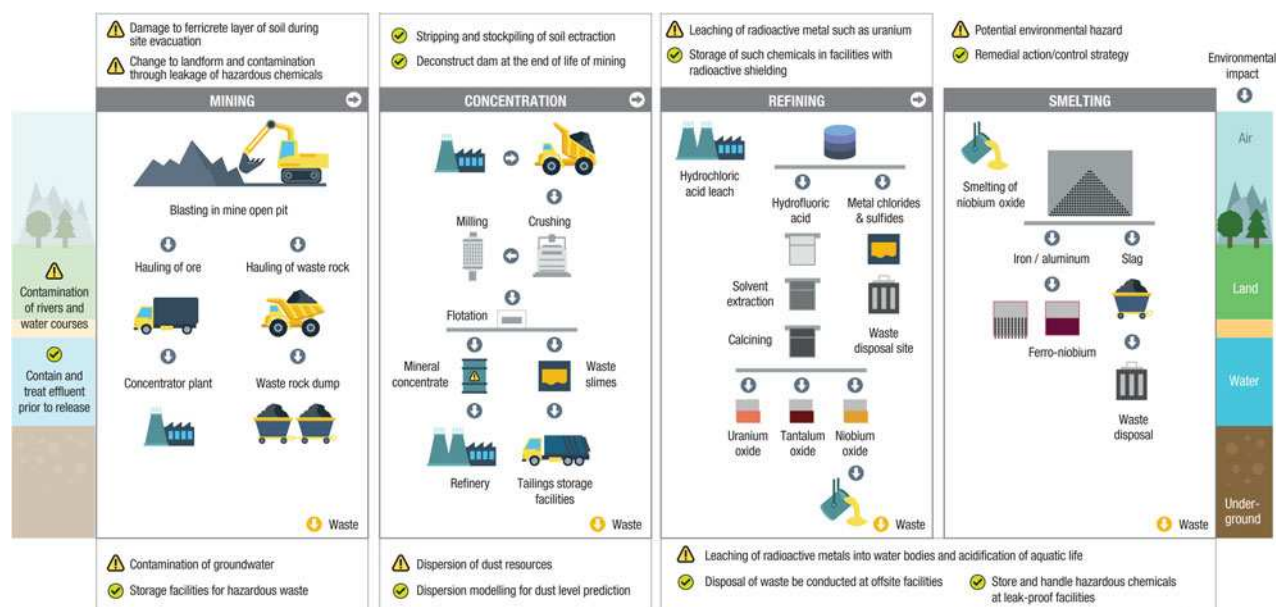 Damage to ferricrete layer of soil during
site evacuation
Change to landform and contamination
through leakage of hazardous chemicals
Stripping and stockpiling of soil ectraction
Deconstruct dam at the end of life of mining
Leaching of radioactive metal such as uranium
Storage of such chemicals in facilities with
radioactive shielding
Potential environmental hazard
Remedial action/control strategy
Environmental
impact
MINING
CONCENTRATION
REFINING
SMELTING
Contamination
of rivers and
water courses
Contain and
treat effluent
prior to release
Blasting in mine open pit
Hauling of ore
Hauling of waste rock
Concentrator plant
Waste rock dump
Waste
Milling
Crushing
Flotation
Mineral
concentrate
Waste
slimes
Refinery
Tailings storage
facilities
Waste
Hydrochloric
acid leach
Hydrofluoric
acid
Metal chlorides
& sulfides
Solvent
extraction
Calcining
Waste
disposal site
Uranium
oxide
Tantalum
oxide
Niobium
oxide
Waste
Smelting of
niobium oxide
Iron / aluminum
Slag
Ferro-niobium
Waste
disposal
Waste
Air
Land
Water
Under-
ground
Contamination of groundwater
Storage facilities for hazardous waste
Dispersion of dust resources
Dispersion modelling for dust level prediction
Leaching of radioactive metals into water bodies and acidification of aquatic life
Disposal of waste be conducted at offsite facilities
Store and handle hazardous chemicals
at leak-proof facilities